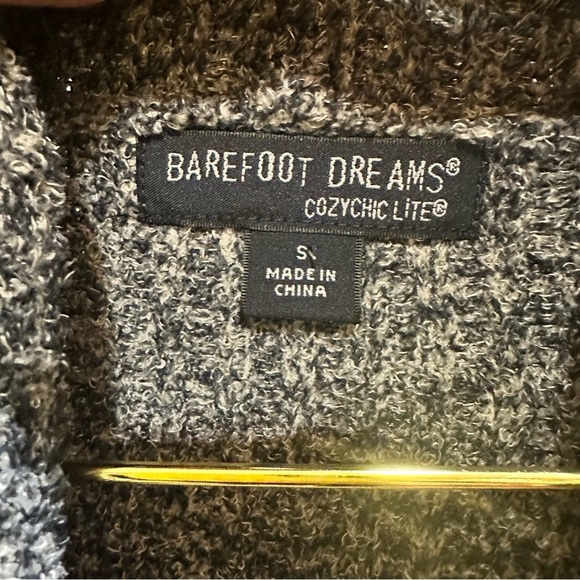 BAREFOOT DREAMS®
COZYCHIC LITE®
S
MADE IN
CHINA